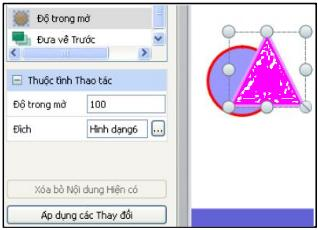 Độ trong mờ
Đưa về Trước
Thuộc tính Thao tác
Độ trong mờ 100
Đích Hình dạng6 ...
Xóa bỏ Nội dung Hiện có
Áp dụng các Thay đổi